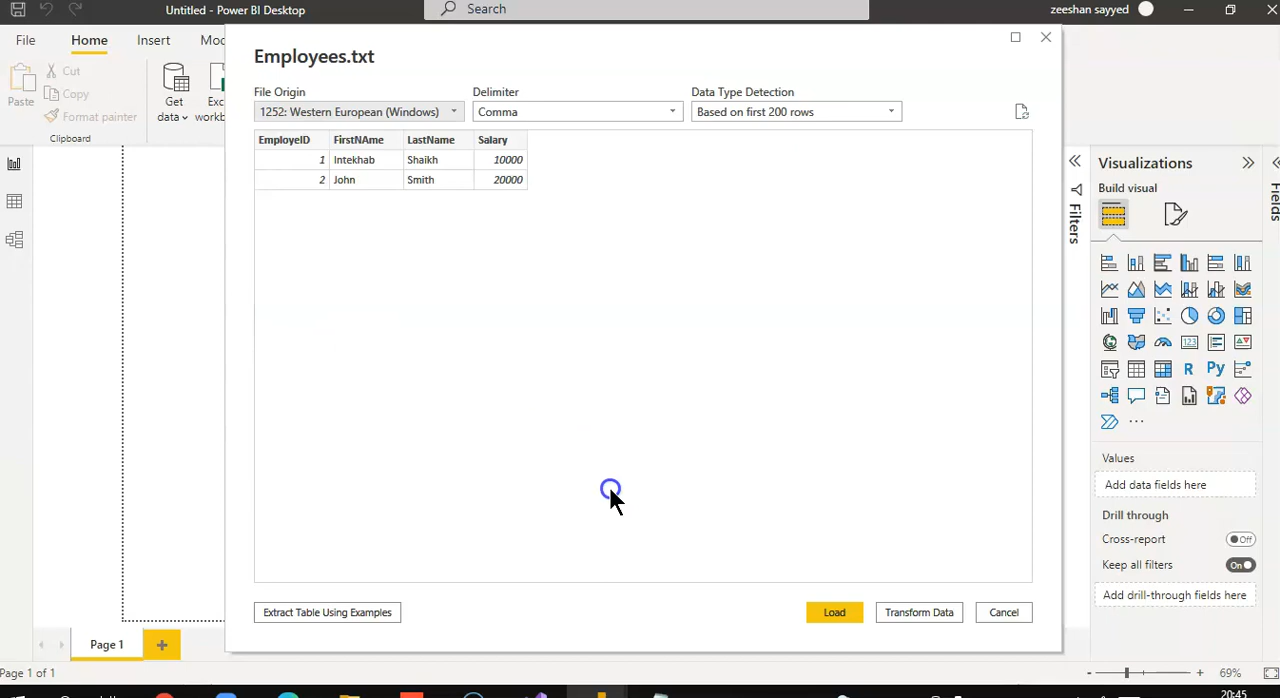 Untitled - Power BI Desktop
Search
zeeshan sayyed
File
Home
Insert
Paste
Cut
Copy
Format painter
Clipboard
Get
data
Employees.txt
File Origin
Delimiter
Data Type Detection
1252: Western European (Windows)
Comma
Based on first 200 rows
EmployeID FirstNAme LastName Salary
1 Intekhab Shaikh 10000
2 John Smith 20000
Extract Table Using Examples
Load
Transform Data
Cancel
Filters
Visualizations
Build visual
Fields
123
R
Py
Values
Add data fields here
Drill through
Cross-report
Off
Keep all filters
On
Add drill-through fields here
Page 1
Page 1 of 1
- + 69%
20:45